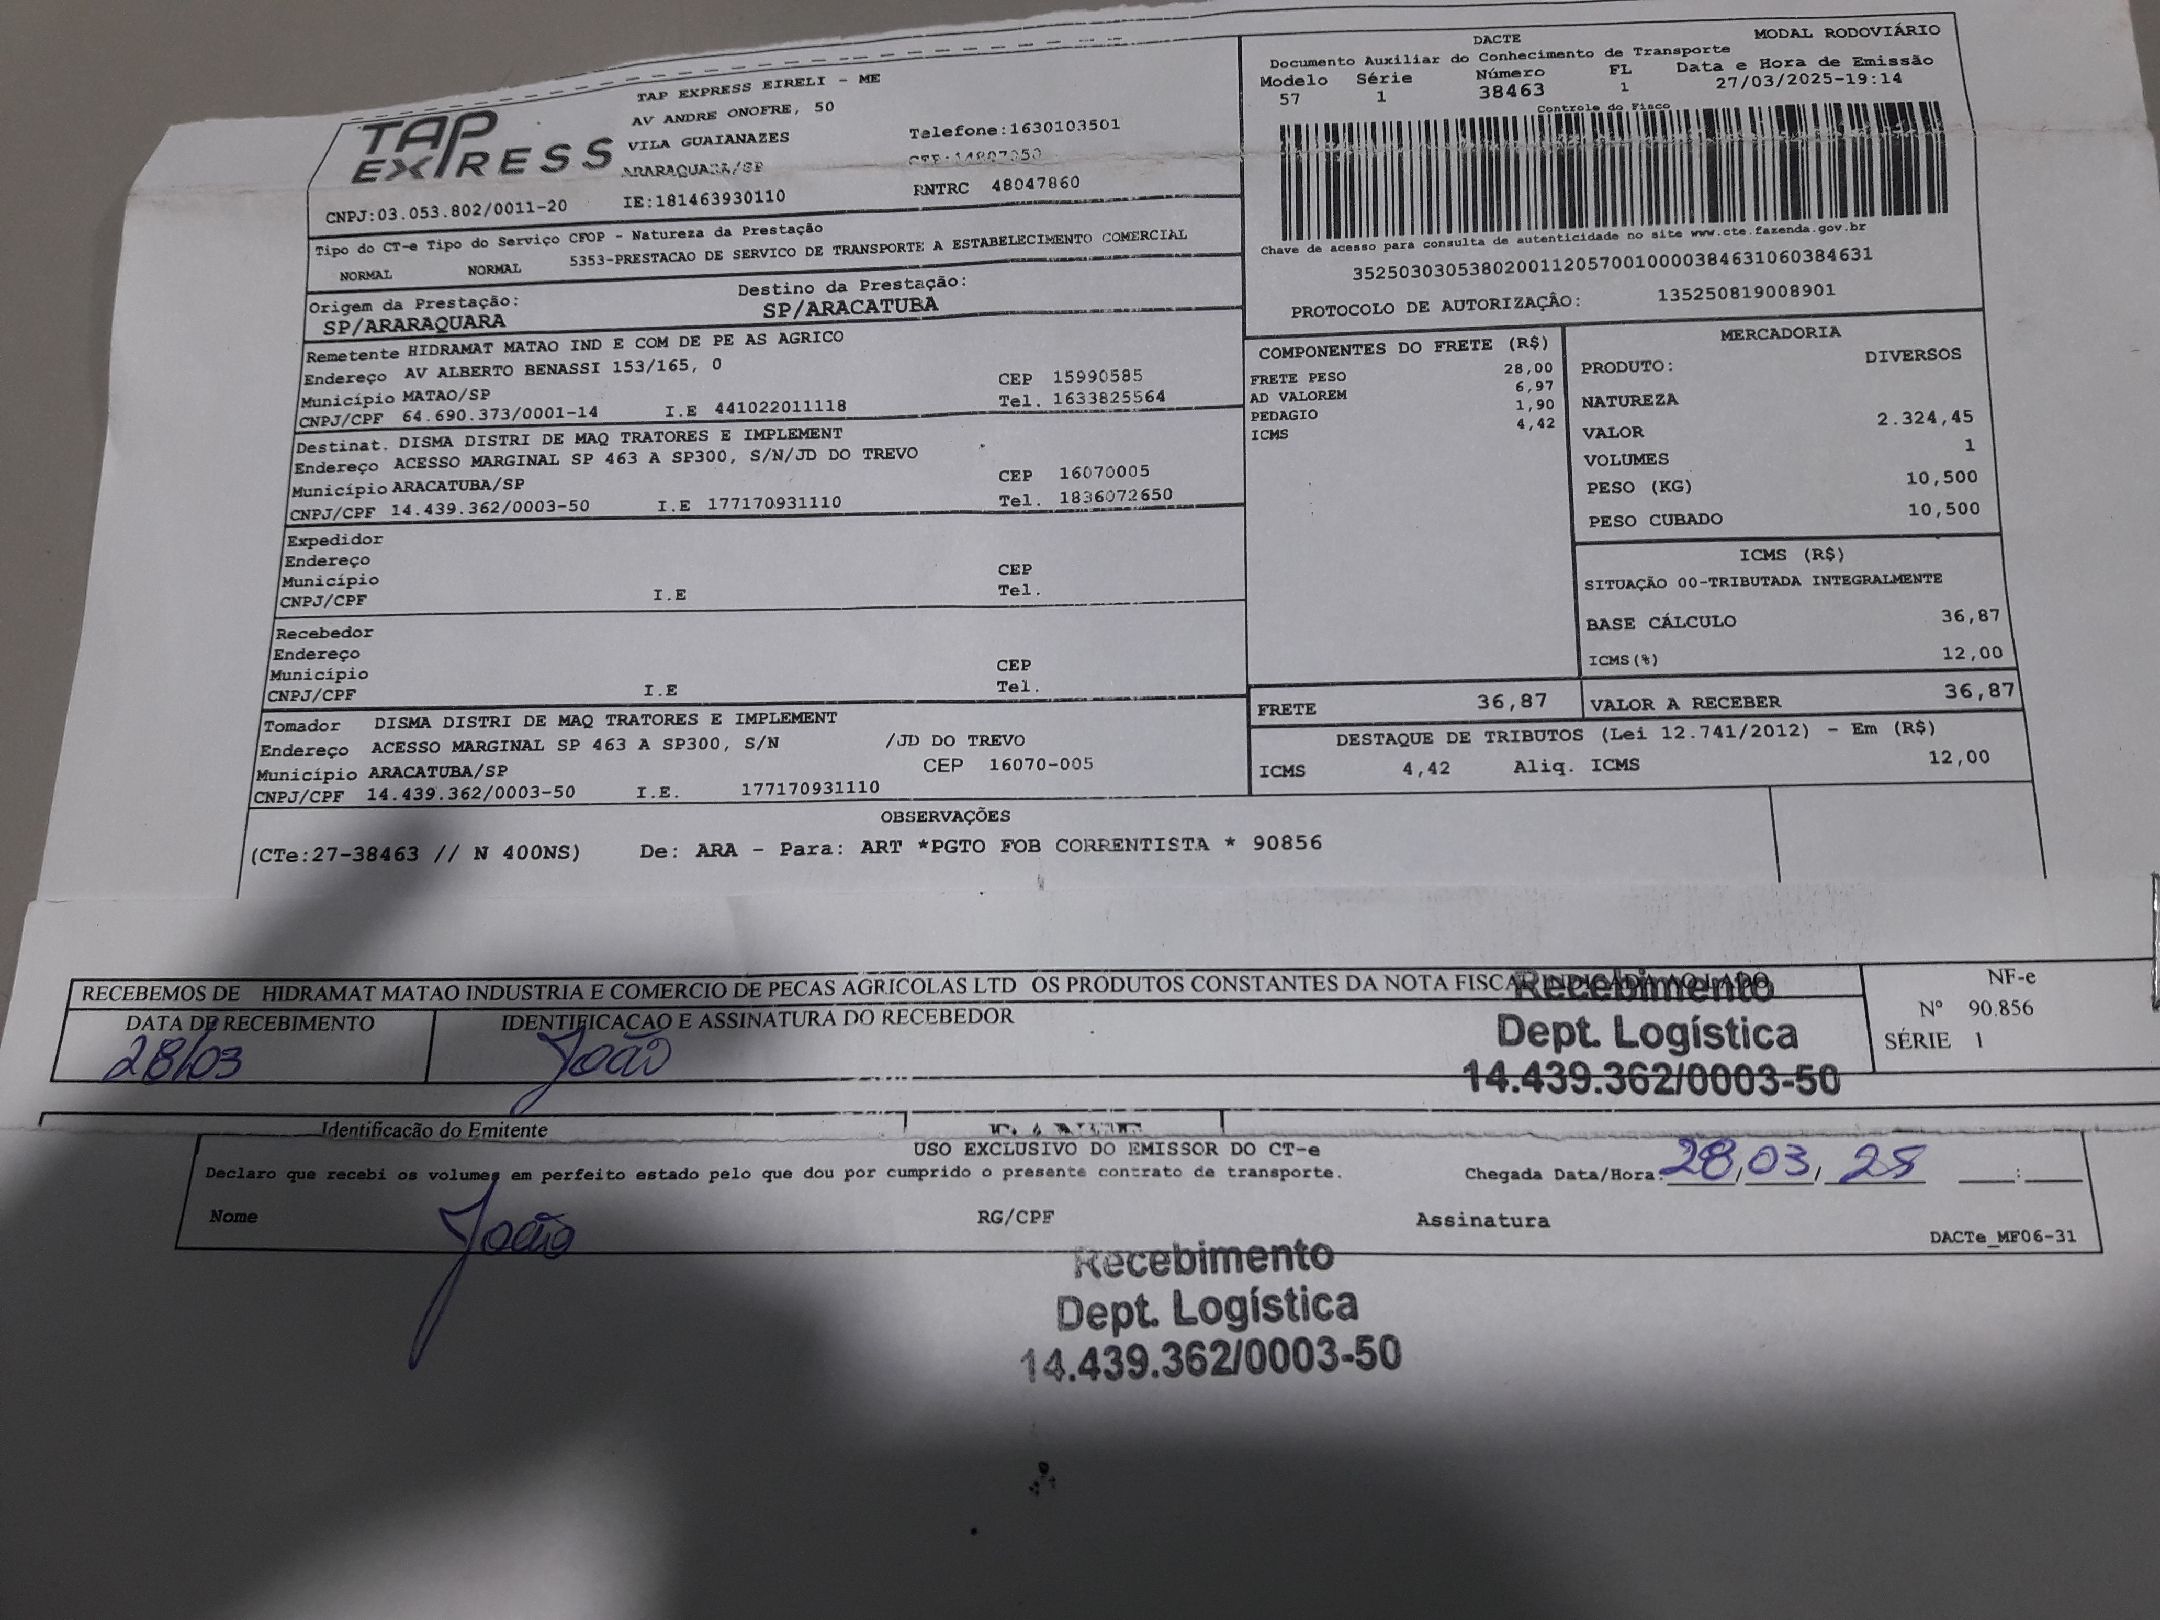 TAP EXPRESS
TAP EXPRESS EIRELI - ME
AV ANDRE ONOFRE, 50
VILA GUAIANAZES
ARARAQUARA/SP
CNPJ:03.053.802/0011-20 IE:181463930110
Telefone:1630103501
RNTRC 48047860
DACTE MODAL RODOVIÁRIO
Documento Auxiliar do Conhecimento de Transporte
Modelo Série Número FL Data e Hora de Emissão
57 1 38463 1 27/03/2025-19:14
Controle do Fisco
Chave de acesso para consulta de autenticidade no site www.cte.fazenda.gov.br
35250303053802001120570010000384631060384631
PROTOCOLO DE AUTORIZAÇÂO: 135250819008901
Tipo do CT-e Tipo do Serviço CFOP - Natureza da Prestação
NORMAL NORMAL 5353-PRESTACAO DE SERVICO DE TRANSPORTE A ESTABELECIMENTO COMERCIAL
Origem da Prestação: Destino da Prestação:
SP/ARARAQUARA SP/ARACATUBA
Remetente HIDRAMAT MATAO IND E COM DE PE AS AGRICO
Endereço AV ALBERTO BENASSI 153/165, 0 CEP 15990585
Município MATAO/SP Tel. 1633825564
CNPJ/CPF 64.690.373/0001-14 I.E 441022011118
Destinat. DISMA DISTRI DE MAQ TRATORES E IMPLEMENT
Endereço ACESSO MARGINAL SP 463 A SP300, S/N/JD DO TREVO
Município ARACATUBA/SP CEP 16070005
CNPJ/CPF 14.439.362/0003-50 I.E 177170931110 Tel. 1836072650
Expedidor
Endereço
Município CEP
CNPJ/CPF I.E Tel.
Recebedor
Endereço
Município CEP
CNPJ/CPF I.E Tel.
Tomador DISMA DISTRI DE MAQ TRATORES E IMPLEMENT
Endereço ACESSO MARGINAL SP 463 A SP300, S/N /JD DO TREVO
Município ARACATUBA/SP CEP 16070-005
CNPJ/CPF 14.439.362/0003-50 I.E. 177170931110
COMPONENTES DO FRETE (R$)
FRETE PESO 28,00
AD VALOREM 6,97
PEDAGIO 1,90
ICMS 4,42
MERCADORIA
PRODUTO: DIVERSOS
NATUREZA
VALOR 2.324,45
VOLUMES 1
PESO (KG) 10,500
PESO CUBADO 10,500
ICMS (R$)
SITUAÇÃO 00-TRIBUTADA INTEGRALMENTE
BASE CÁLCULO 36,87
ICMS(%) 12,00
FRETE 36,87 VALOR A RECEBER 36,87
DESTAQUE DE TRIBUTOS (Lei 12.741/2012) - Em (R$)
ICMS 4,42 Aliq. ICMS 12,00
OBSERVAÇÕES
(CTe:27-38463 // N 400NS) De: ARA - Para: ART *PGTO FOB CORRENTISTA * 90856
RECEBEMOS DE HIDRAMAT MATAO INDUSTRIA E COMERCIO DE PECAS AGRICOLAS LTD OS PRODUTOS CONSTANTES DA NOTA FISCAL INDICADA AO LADO
DATA DE RECEBIMENTO IDENTIFICACAO E ASSINATURA DO RECEBEDOR
28/03 João
Recebimento
Dept. Logística
14.439.362/0003-50
NF-e
Nº 90.856
SÉRIE 1
Identificação do Emitente
USO EXCLUSIVO DO EMISSOR DO CT-e
Declaro que recebi os volumes em perfeito estado pelo que dou por cumprido o presente contrato de transporte. Chegada Data/Hora: 28/03/25 :
Nome João RG/CPF Assinatura
DACTe_MF06-31
Recebimento
Dept. Logística
14.439.362/0003-50